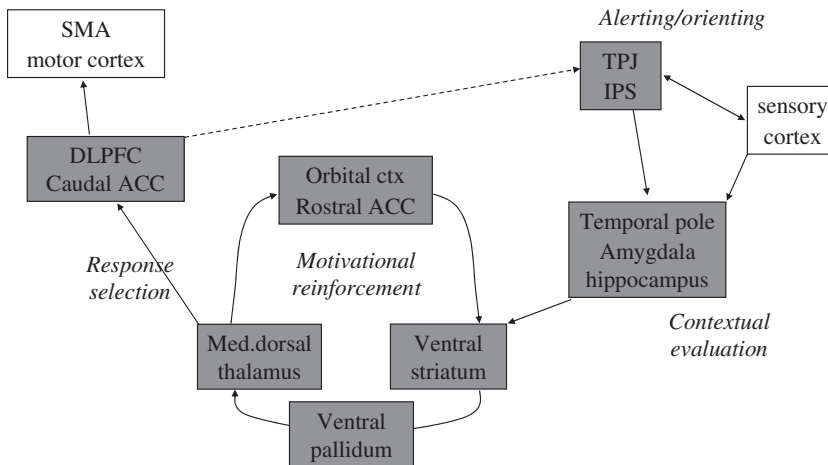 SMA
motor cortex
Alerting/orienting
TPJ
IPS
sensory
cortex
DLPFC
Caudal ACC
Orbital ctx
Rostral ACC
Temporal pole
Amygdala
hippocampus
Response
selection
Motivational
reinforcement
Contextual
evaluation
Med.dorsal
thalamus
Ventral
striatum
Ventral
pallidum